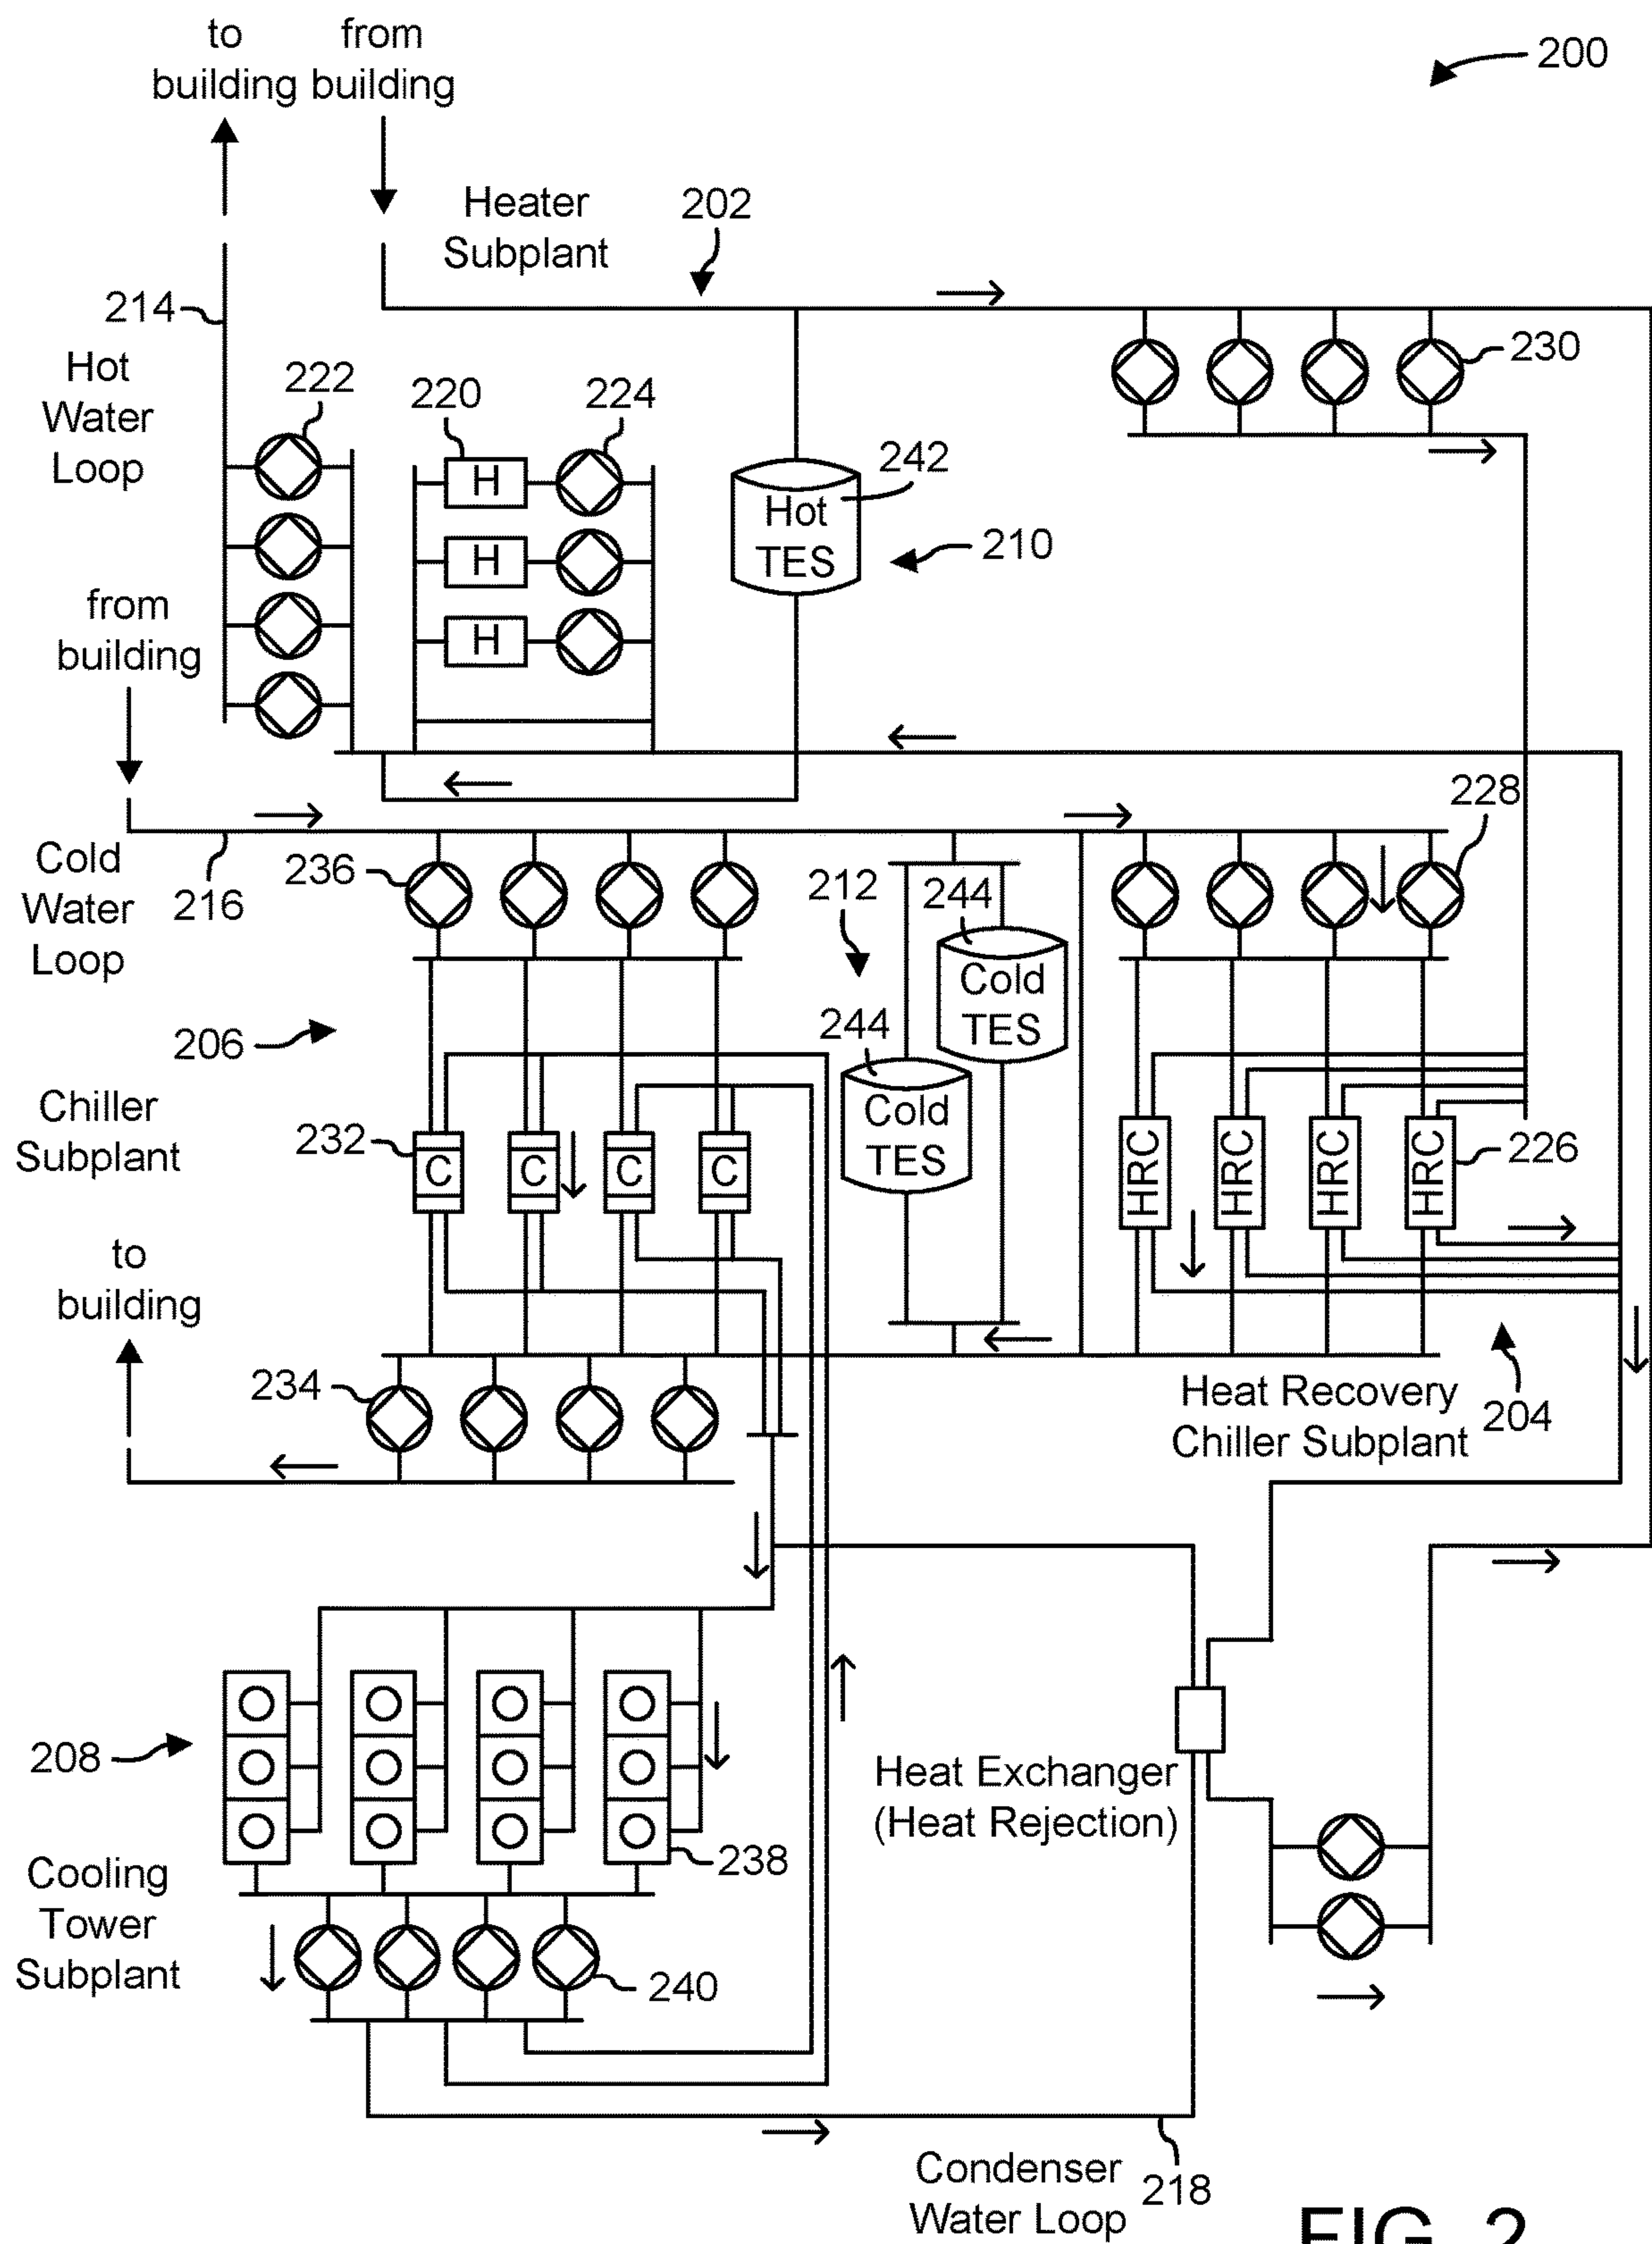 to
building
from
building
200
Heater
Subplant
202
214
Hot
Water
Loop
222
220
224
230
H
H
H
242
Hot
TES
210
from
building
228
Cold
Water
Loop
216
236
212
244
Cold
TES
244
Cold
TES
206
Chiller
Subplant
232
C
C
C
C
HRC
HRC
HRC
HRC
226
to
building
234
Heat Recovery
Chiller Subplant
204
208
238
Heat Exchanger
(Heat Rejection)
Cooling
Tower
Subplant
240
Condenser
Water Loop
218
FIG. 2